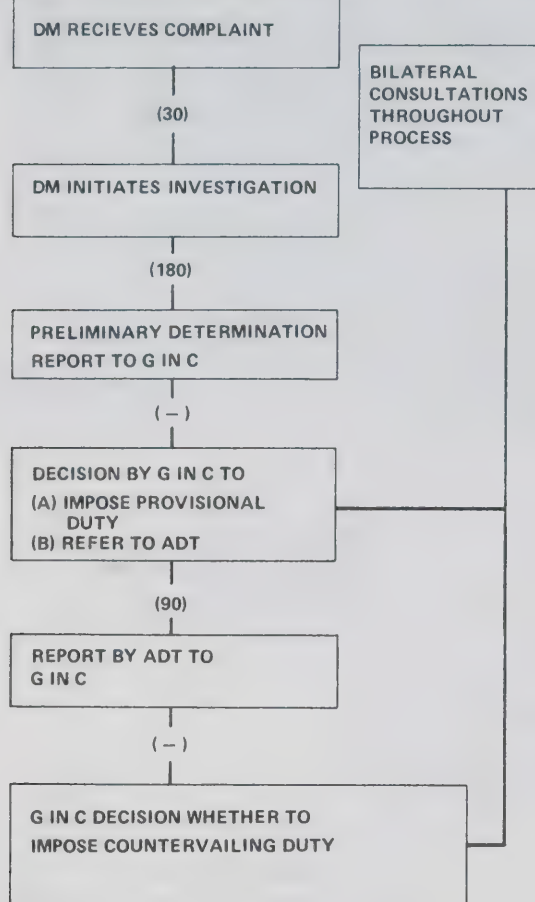 DM RECIEVES COMPLAINT
BILATERAL
CONSULTATIONS
THROUGHOUT
PROCESS
(30)
DM INITIATES INVESTIGATION
(180)
PRELIMINARY DETERMINATION
REPORT TO G IN C
( – )
DECISION BY G IN C TO
(A) IMPOSE PROVISIONAL
DUTY
(B) REFER TO ADT
(90)
REPORT BY ADT TO
G IN C
( – )
G IN C DECISION WHETHER TO
IMPOSE COUNTERVAILING DUTY